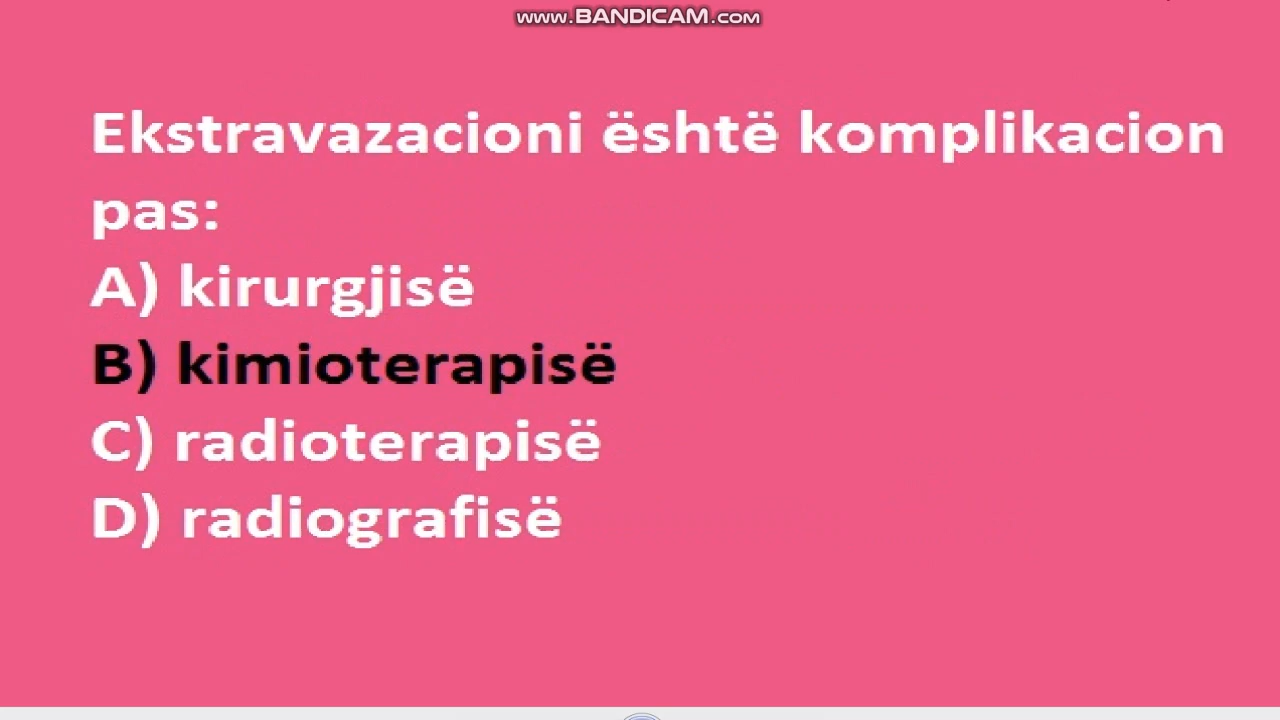 www.BANDICAM.com
Ekstravazacioni është komplikacion
pas:
A) kirurgjisë
B) kimioterapisë
C) radioterapisë
D) radiografisë